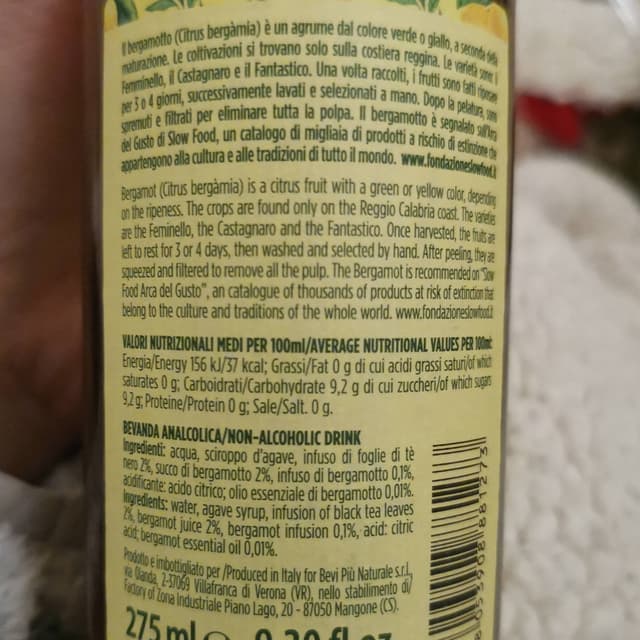 Il bergamotto (Citrus bergàmia) è un agrume dal colore verde o giallo, a seconda della
maturazione. Le coltivazioni si trovano solo sulla costiera reggina. Le varietà sono: il
Femminello, il Castagnaro e il Fantastico. Una volta raccolti, i frutti sono fatti riposare
per 3 o 4 giorni, successivamente lavati e selezionati a mano. Dopo la pelatura, sono
spremuti e filtrati per eliminare tutta la polpa. Il bergamotto è segnalato sull'Arca
del Gusto di Slow Food, un catalogo di migliaia di prodotti a rischio di estinzione che
appartengono alla cultura e alle tradizioni di tutto il mondo. www.fondazioneslowfood.it
Bergamot (Citrus bergàmia) is a citrus fruit with a green or yellow color, depending
on the ripeness. The crops are found only on the Reggio Calabria coast. The varieties
are the Feminello, the Castagnaro and the Fantastico. Once harvested, the fruits are
left to rest for 3 or 4 days, then washed and selected by hand. After peeling, they are
squeezed and filtered to remove all the pulp. The Bergamot is recommended on "Slow
Food Arca del Gusto", an catalogue of thousands of products at risk of extinction that
belong to the culture and traditions of the whole world. www.fondazioneslowfood.it
VALORI NUTRIZIONALI MEDI PER 100ml/AVERAGE NUTRITIONAL VALUES PER 100ml:
Energia/Energy 156 kJ/37 kcal; Grassi/Fat 0 g di cui acidi grassi saturi/of which
saturates 0 g; Carboidrati/Carbohydrate 9,2 g di cui zuccheri/of which sugars
9,2 g; Proteine/Protein 0 g; Sale/Salt. 0 g.
BEVANDA ANALCOLICA/NON-ALCOHOLIC DRINK
Ingredienti: acqua, sciroppo d'agave, infuso di foglie di tè
nero 2%, succo di bergamotto 2%, infuso di bergamotto 0,1%,
acidificante: acido citrico; olio essenziale di bergamotto 0,01%.
Ingredients: water, agave syrup, infusion of black tea leaves
2%, bergamot juice 2%, bergamot infusion 0,1%, acid: citric
acid; bergamot essential oil 0,01%.
Prodotto e imbottigliato per /Produced in Italy for Bevi Più Naturale s.r.l.,
via Olanda, 2-37069 Villafranca di Verona (VR), nello stabilimento di/
Factory of Zona Industriale Piano Lago, 20 - 87050 Mangone (CS).
275 ml e 9.30 fl oz